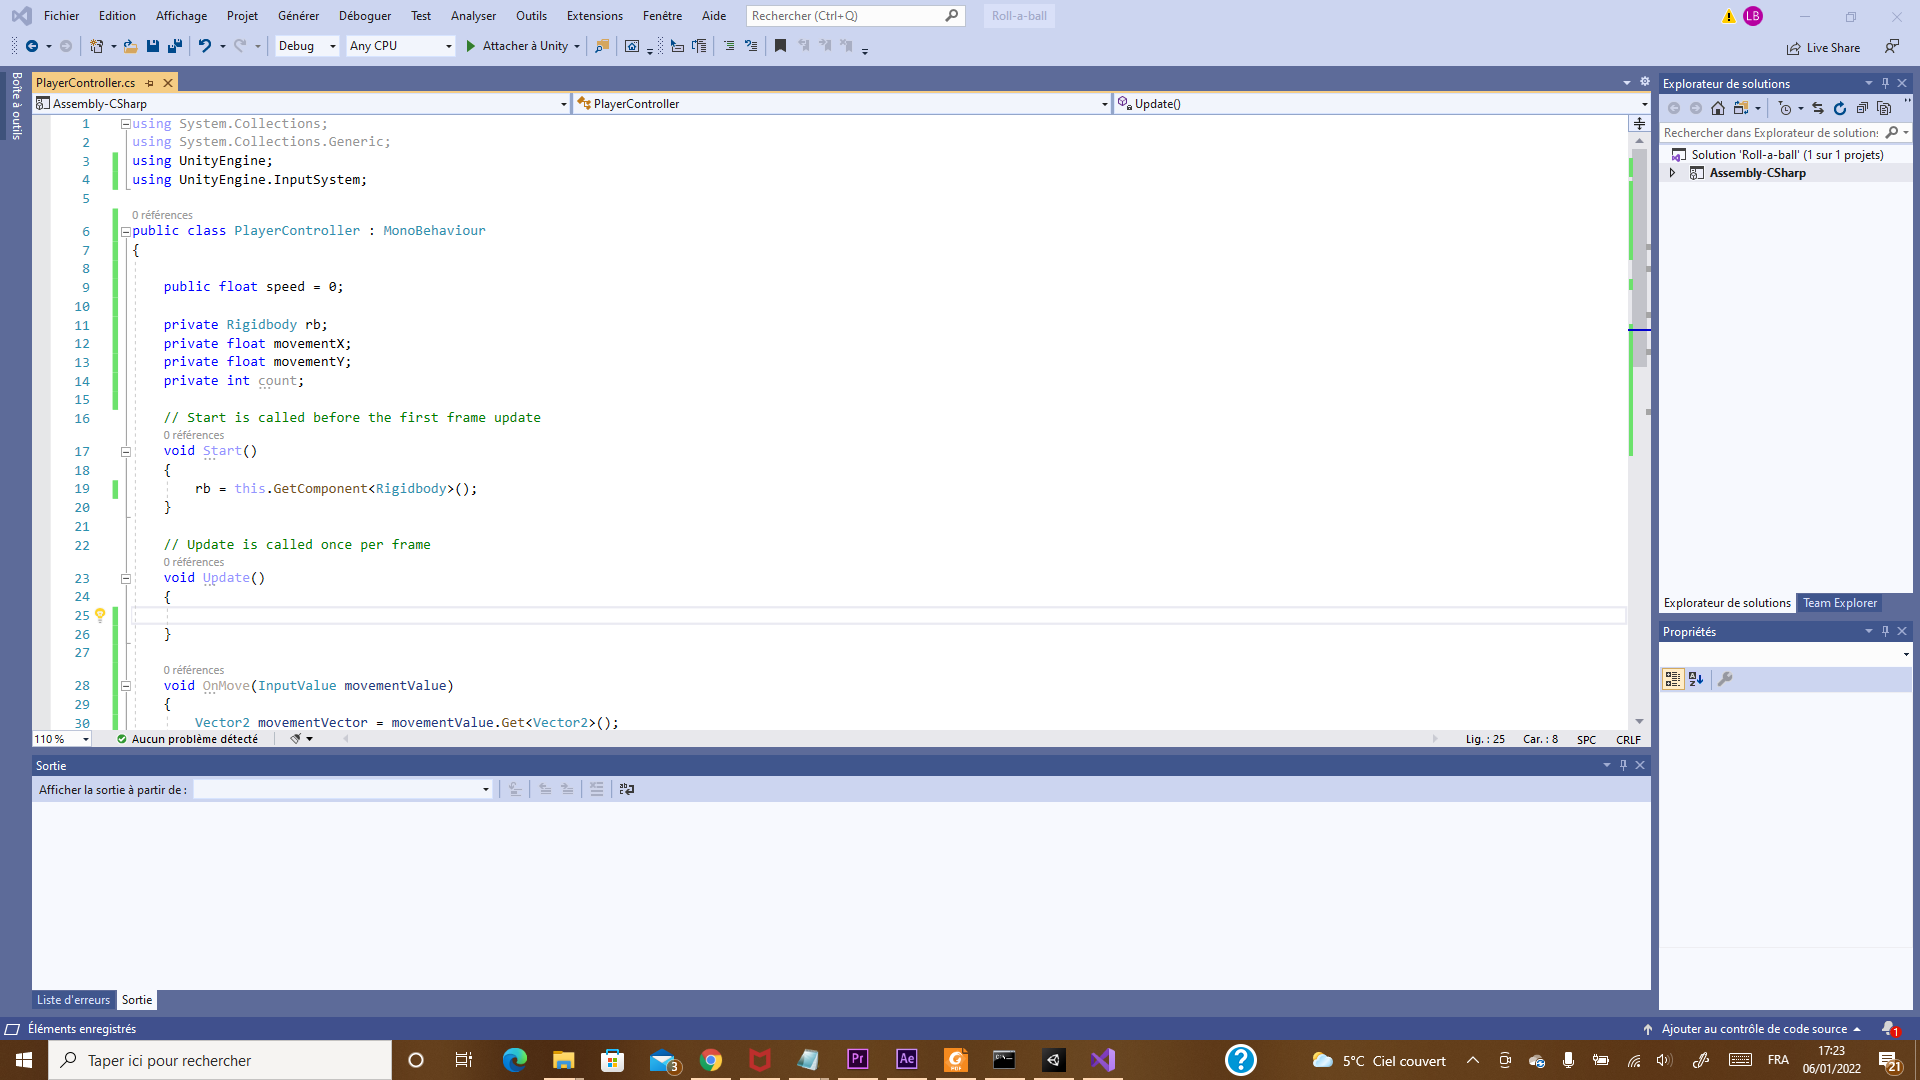 Fichier Edition Affichage Projet Générer Déboguer Test Analyser Outils Extensions Fenêtre Aide Rechercher (Ctrl+Q) Roll-a-ball LB
Debug Any CPU Attacher à Unity Live Share
Boîte à outils
PlayerController.cs
Assembly-CSharp PlayerController Update()
1 using System.Collections;
2 using System.Collections.Generic;
3 using UnityEngine;
4 using UnityEngine.InputSystem;
5
0 références
6 public class PlayerController : MonoBehaviour
7 {
8
9 public float speed = 0;
10
11 private Rigidbody rb;
12 private float movementX;
13 private float movementY;
14 private int count;
15
16 // Start is called before the first frame update
0 références
17 void Start()
18 {
19 rb = this.GetComponent<Rigidbody>();
20 }
21
22 // Update is called once per frame
0 références
23 void Update()
24 {
25
26 }
27
0 références
28 void OnMove(InputValue movementValue)
29 {
30 Vector2 movementVector = movementValue.Get<Vector2>();
110 % Aucun problème détecté Lig. : 25 Car. : 8 SPC CRLF
Sortie
Afficher la sortie à partir de :
Liste d'erreurs Sortie
Explorateur de solutions
Rechercher dans Explorateur de solutions
Solution 'Roll-a-ball' (1 sur 1 projets)
Assembly-CSharp
Explorateur de solutions Team Explorer
Propriétés
Éléments enregistrés Ajouter au contrôle de code source 1
Taper ici pour rechercher 3 Pr Ae PDF ? 5°C Ciel couvert FRA 17:23
06/01/2022 21